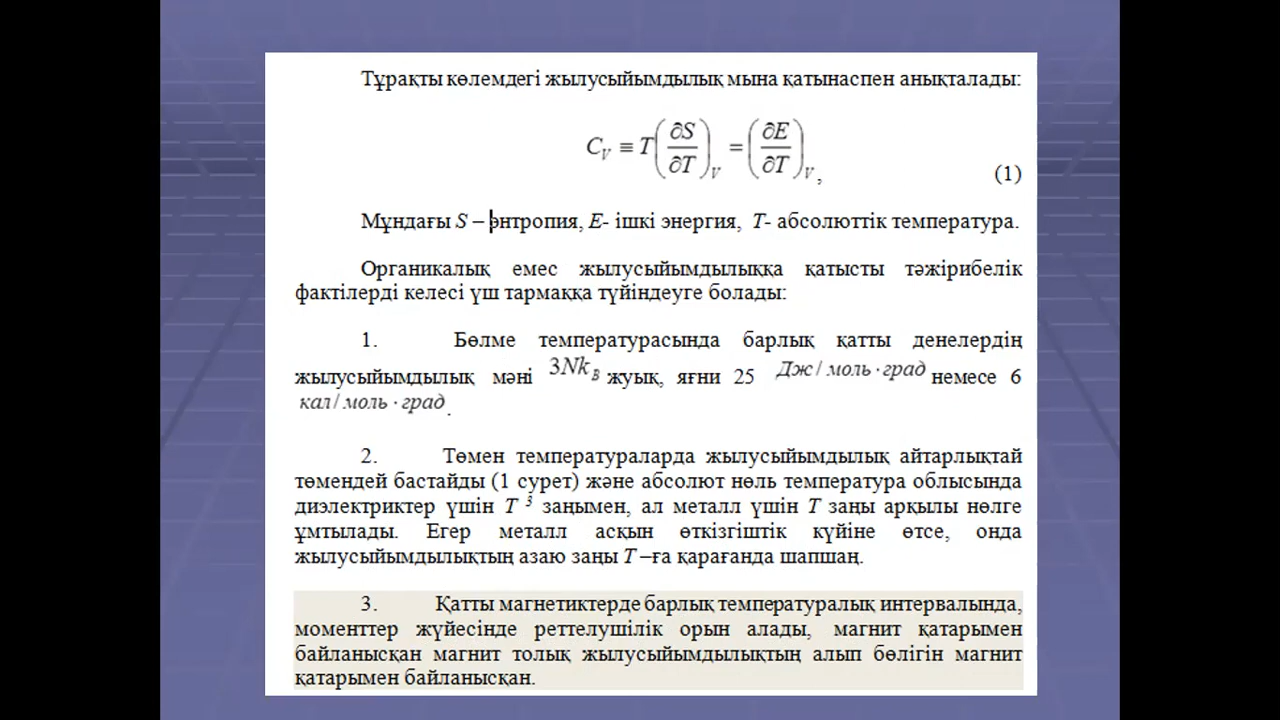 Тұрақты көлемдегі жылусыйымдылық мына қатынаспен анықталады:
C_V ≡ T(∂S/∂T)_V = (∂E/∂T)_V, (1)
Мұндағы S – энтропия, E- ішкі энергия, T- абсолюттік температура.
Органикалық емес жылусыйымдылыққа қатысты тәжірибелік
фактілерді келесі үш тармаққа түйіндеуге болады:
1. Бөлме температурасында барлық қатты денелердің
жылусыйымдылық мәні 3Nk_B жуық, яғни 25 Дж/моль·град немесе 6
кал/моль·град.
2. Төмен температураларда жылусыйымдылық айтарлықтай
төмендей бастайды (1 сурет) және абсолют нөль температура облысында
диэлектриктер үшін T³ заңымен, ал металл үшін T заңы арқылы нөлге
ұмтылады. Егер металл асқын өткізгіштік күйіне өтсе, онда
жылусыйымдылықтың азаю заңы T –ға қарағанда шапшаң.
3. Қатты магнетиктерде барлық температуралық интервалында,
моменттер жүйесінде реттелушілік орын алады, магнит қатарымен
байланысқан магнит толық жылусыйымдылықтың алып бөлігін магнит
қатарымен байланысқан.